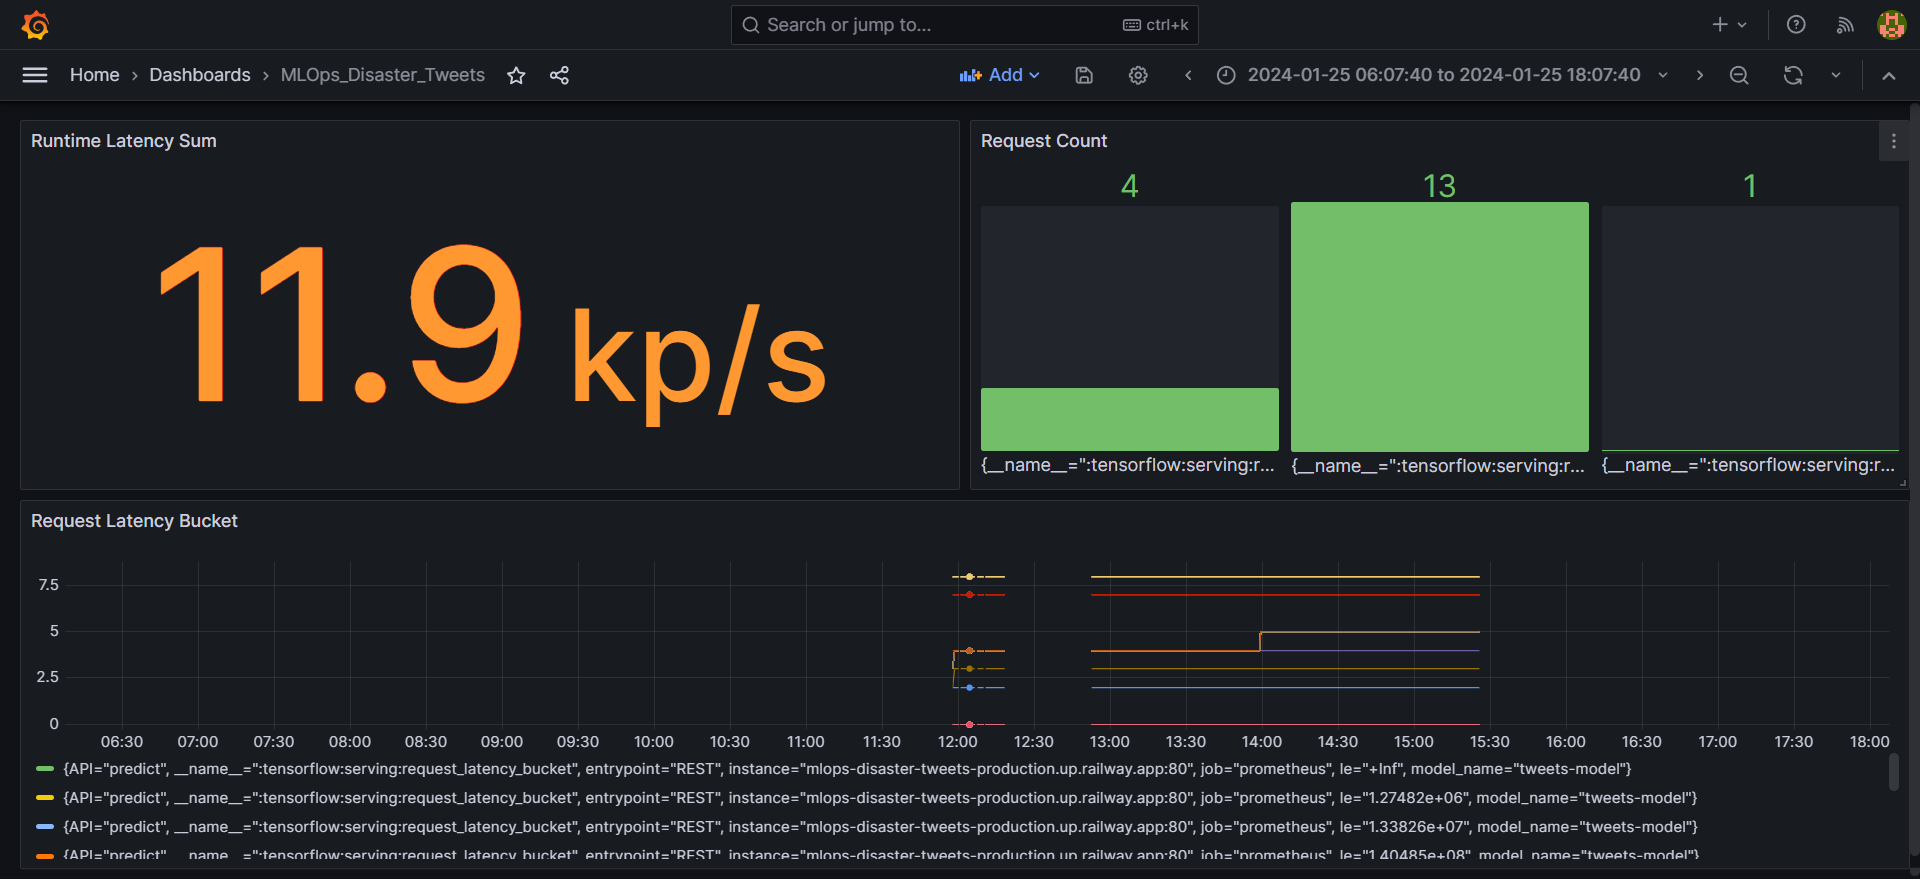 Search or jump to... ctrl+k
Home › Dashboards › MLOps_Disaster_Tweets Add 2024-01-25 06:07:40 to 2024-01-25 18:07:40
Runtime Latency Sum
11.9 kp/s
Request Count
4 13 1
{__name__=":tensorflow:serving:r... {__name__=":tensorflow:serving:r... {__name__=":tensorflow:serving:r...
Request Latency Bucket
7.5
5
2.5
0
06:30 07:00 07:30 08:00 08:30 09:00 09:30 10:00 10:30 11:00 11:30 12:00 12:30 13:00 13:30 14:00 14:30 15:00 15:30 16:00 16:30 17:00 17:30 18:00
{API="predict", __name__=":tensorflow:serving:request_latency_bucket", entrypoint="REST", instance="mlops-disaster-tweets-production.up.railway.app:80", job="prometheus", le="+Inf", model_name="tweets-model"}
{API="predict", __name__=":tensorflow:serving:request_latency_bucket", entrypoint="REST", instance="mlops-disaster-tweets-production.up.railway.app:80", job="prometheus", le="1.27482e+06", model_name="tweets-model"}
{API="predict", __name__=":tensorflow:serving:request_latency_bucket", entrypoint="REST", instance="mlops-disaster-tweets-production.up.railway.app:80", job="prometheus", le="1.33826e+07", model_name="tweets-model"}
{API="predict", __name__=":tensorflow:serving:request_latency_bucket", entrypoint="REST", instance="mlops-disaster-tweets-production.up.railway.app:80", job="prometheus", le="1.40485e+08", model_name="tweets-model"}